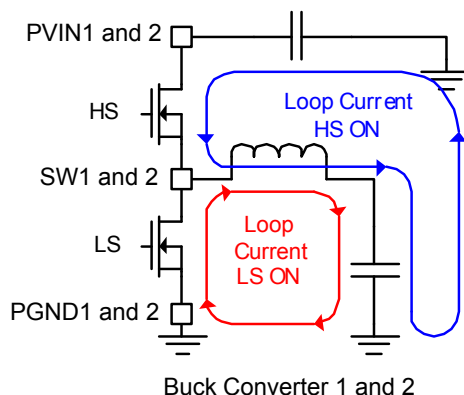 PVIN1 and 2
HS
Loop Current
HS ON
SW1 and 2
LS
Loop
Current
LS ON
PGND1 and 2
Buck Converter 1 and 2